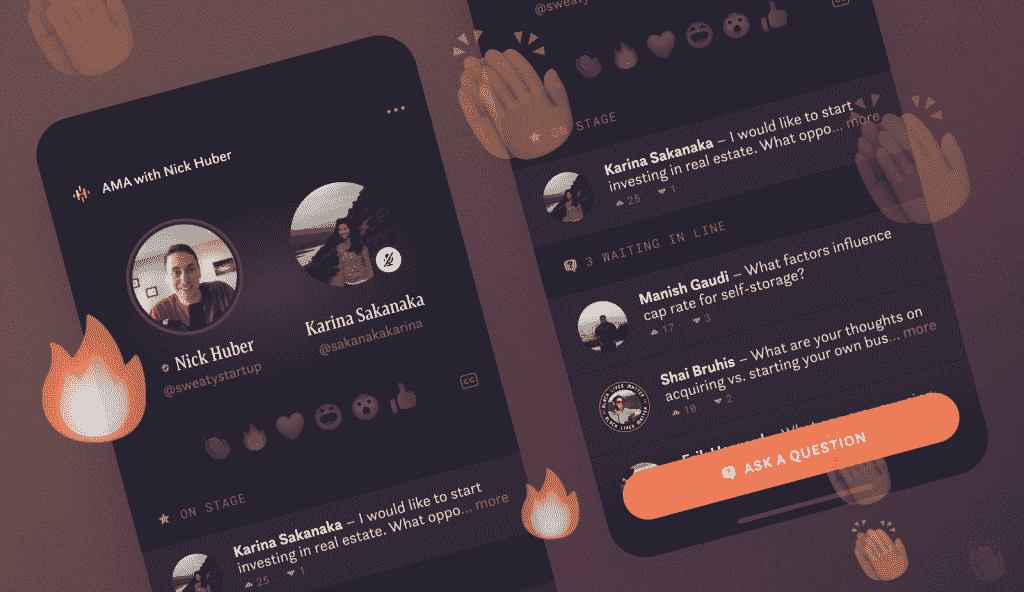 AMA with Nick Huber
Nick Huber
@sweatystartup
Karina Sakanaka
@sakanakakarina
CC
ON STAGE
Karina Sakanaka – I would like to start
investing in real estate. What oppo... more
25 1
ON STAGE
Karina Sakanaka – I would like to start
investing in real estate. What oppo... more
25 1
3 WAITING IN LINE
Manish Gaudi – What factors influence
cap rate for self-storage?
17 3
Shai Bruhis – What are your thoughts on
acquiring vs. starting your own bus... more
10 2
BLACK LIVES MATTER
ASK A QUESTION